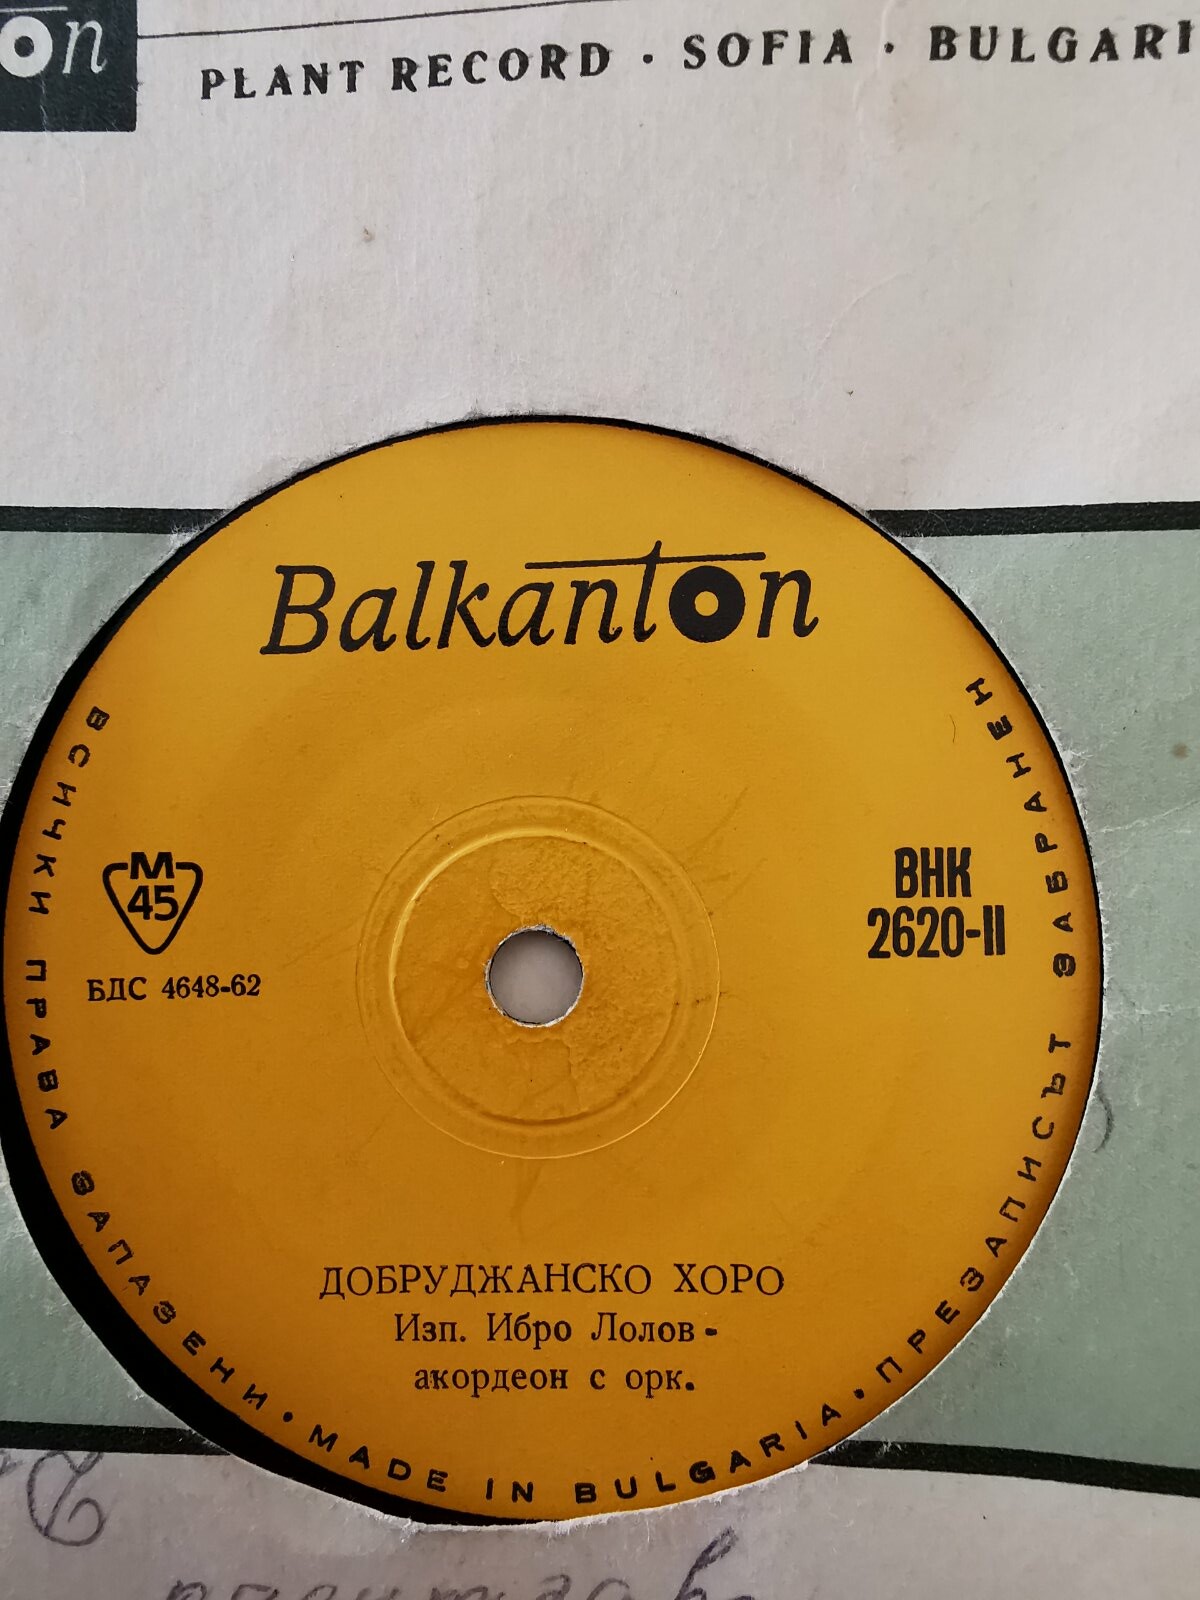 on
PLANT RECORD · SOFIA · BULGARI
Balkanton
М
45
БДС 4648-62
ВНК
2620-II
ДОБРУДЖАНСКО ХОРО
Изп. Ибро Лолов -
акордеон с орк.
ВСИЧКИ ПРАВА ЗАПАЗЕНИ · MADE IN BULGARIA · ПРЕЗАПИСЪТ ЗАБРАНЕН